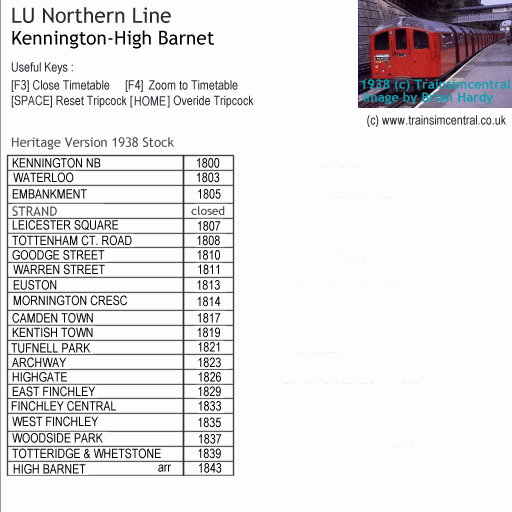 LU Northern Line
Kennington-High Barnet
Useful Keys :
[F3] Close Timetable [F4] Zoom to Timetable
[SPACE] Reset Tripcock [HOME] Overide Tripcock
1938 (c) Trainsimcentral
Image by Brian Hardy
(c) www.trainsimcentral.co.uk
Heritage Version 1938 Stock
KENNINGTON NB 1800
WATERLOO 1803
EMBANKMENT 1805
STRAND closed
LEICESTER SQUARE 1807
TOTTENHAM CT. ROAD 1808
GOODGE STREET 1810
WARREN STREET 1811
EUSTON 1813
MORNINGTON CRESC 1814
CAMDEN TOWN 1817
KENTISH TOWN 1819
TUFNELL PARK 1821
ARCHWAY 1823
HIGHGATE 1826
EAST FINCHLEY 1829
FINCHLEY CENTRAL 1833
WEST FINCHLEY 1835
WOODSIDE PARK 1837
TOTTERIDGE & WHETSTONE 1839
HIGH BARNET arr 1843